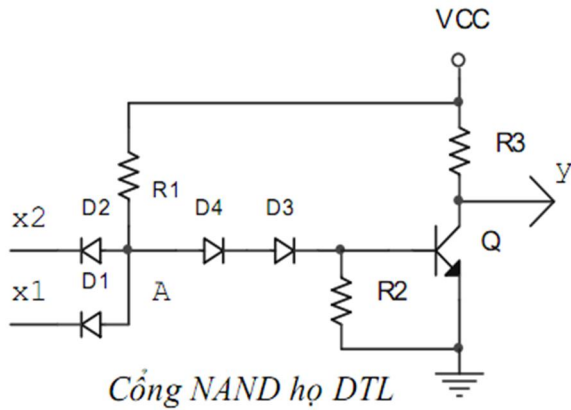 VCC
R3
y
R1
D2
D4
D3
x2
Q
D1
x1
A
R2
Cổng NAND họ DTL